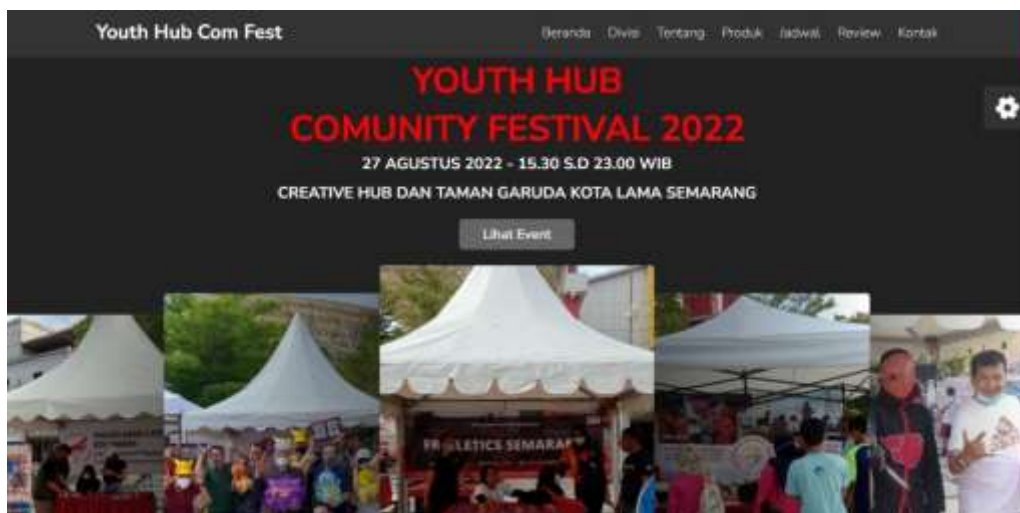 Youth Hub Com Fest
Beranda Divisi Tentang Produk Jadwal Review Kontak
YOUTH HUB
COMUNITY FESTIVAL 2022
27 AGUSTUS 2022 - 15.30 S.D 23.00 WIB
CREATIVE HUB DAN TAMAN GARUDA KOTA LAMA SEMARANG
Lihat Event
SEMARANG